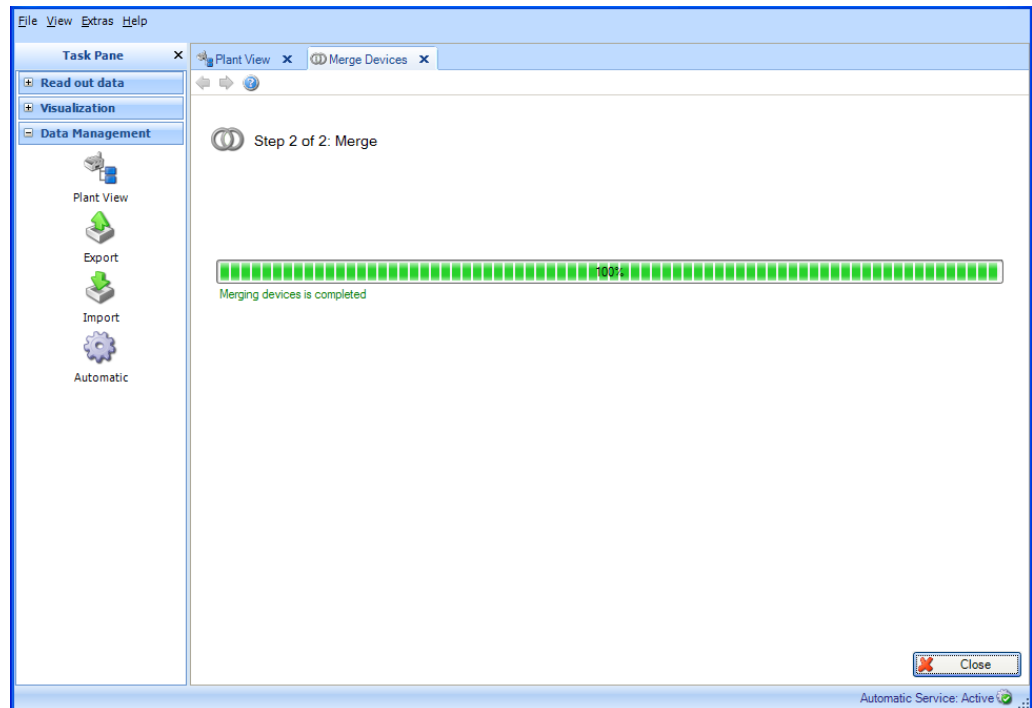 File View Extras Help
Task Pane
Plant View
Merge Devices
Read out data
Visualization
Data Management
Plant View
Export
Import
Automatic
Step 2 of 2: Merge
100%
Merging devices is completed
Close
Automatic Service: Active